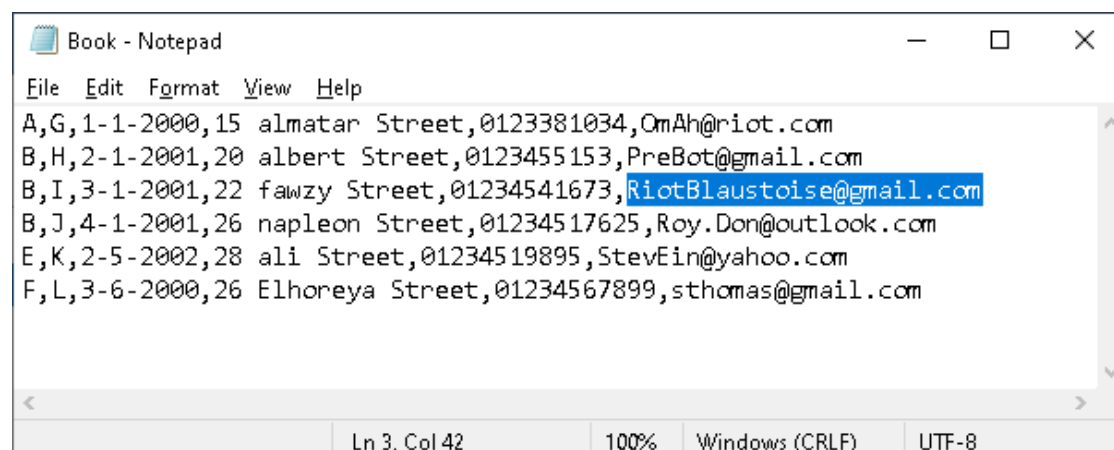 Book - Notepad
File Edit Format View Help
A,G,1-1-2000,15 almatar Street,0123381034,OmAh@riot.com
B,H,2-1-2001,20 albert Street,0123455153,PreBot@gmail.com
B,I,3-1-2001,22 fawzy Street,01234541673,RiotBlaustoise@gmail.com
B,J,4-1-2001,26 napleon Street,01234517625,Roy.Don@outlook.com
E,K,2-5-2002,28 ali Street,01234519895,StevEin@yahoo.com
F,L,3-6-2000,26 Elhoreya Street,01234567899,sthomas@gmail.com
Ln 3, Col 42 100% Windows (CRLF) UTF-8